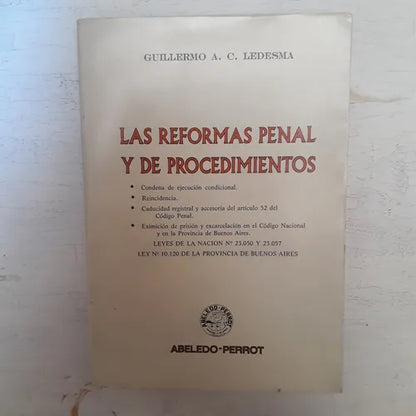 GUILLERMO A. C. LEDESMA
LAS REFORMAS PENAL
Y DE PROCEDIMIENTOS
• Condena de ejecución condicional.
• Reincidencia.
• Caducidad registral y accesoria del artículo 52 del
Código Penal.
• Eximición de prisión y excarcelación en el Código Nacional
y en la Provincia de Buenos Aires.
LEYES DE LA NACION Nº 23.050 Y 23.057
LEY Nº 10.120 DE LA PROVINCIA DE BUENOS AIRES
ABELEDO-PERROT
ABELEDO-PERROT